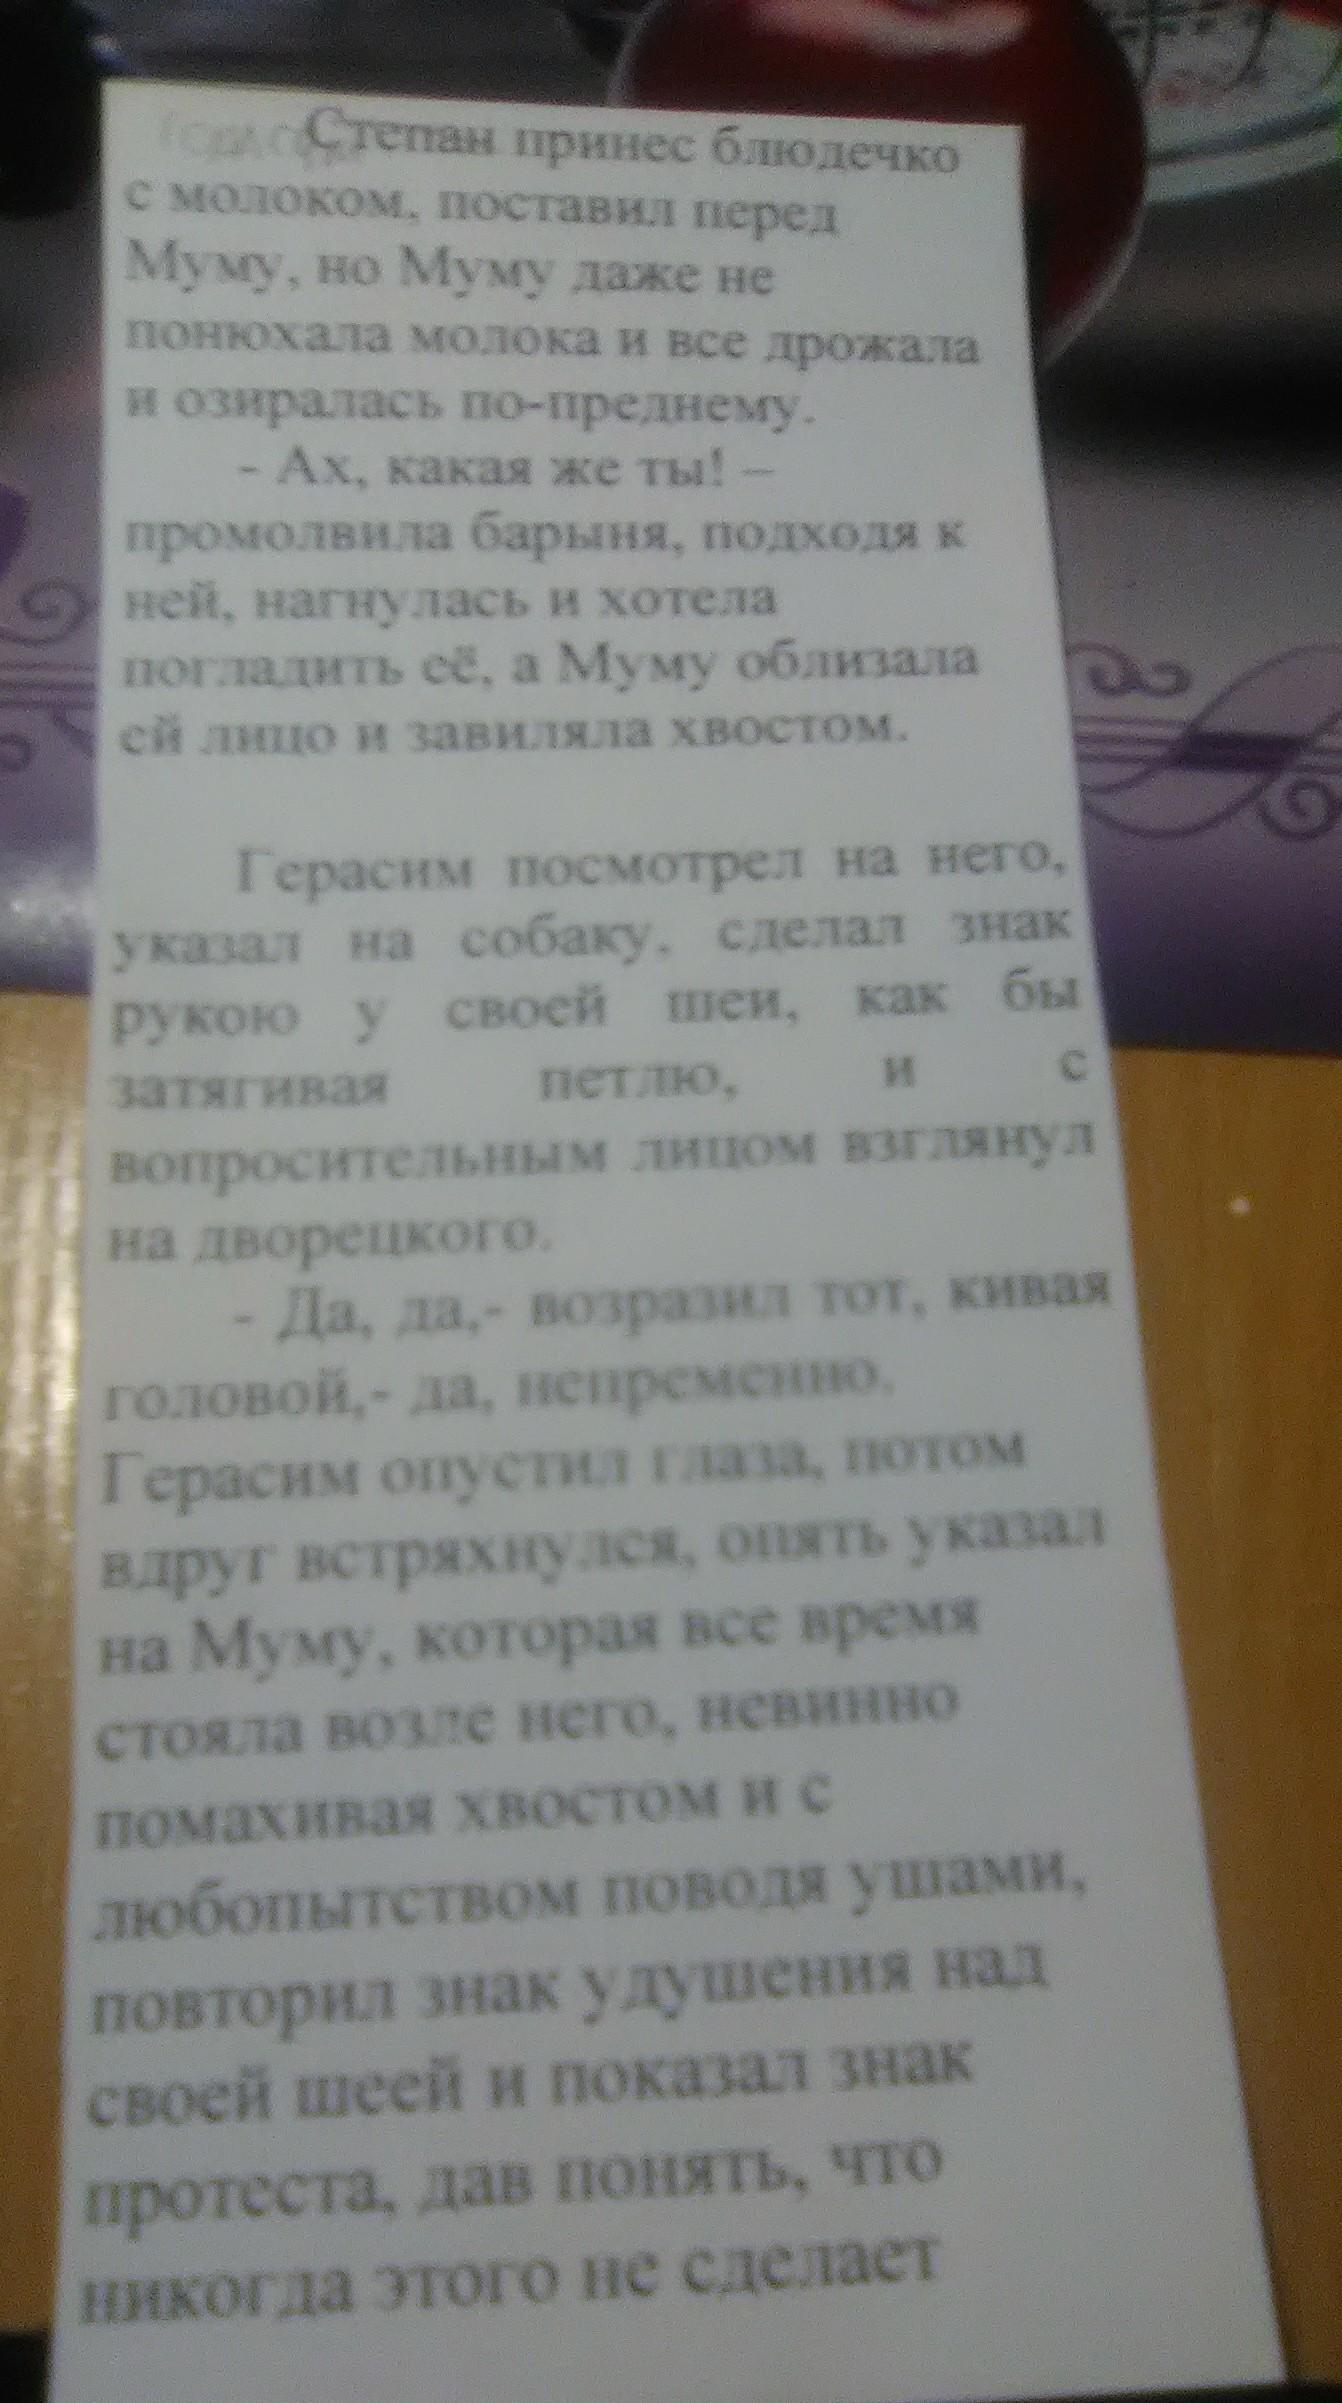 Степан принес блюдечко
с молоком, поставил перед
Муму, но Муму даже не
понюхала молока и все дрожала
и озиралась по-преднему.
- Ах, какая же ты! –
промолвила барыня, подходя к
ней, нагнулась и хотела
погладить её, а Муму облизала
ей лицо и завиляла хвостом.
Герасим посмотрел на него,
указал на собаку, сделал знак
рукою у своей шеи, как бы
затягивая петлю, и с
вопросительным лицом взглянул
на дворецкого.
- Да, да,- возразил тот, кивая
головой,- да, непременно.
Герасим опустил глаза, потом
вдруг встряхнулся, опять указал
на Муму, которая все время
стояла возле него, невинно
помахивая хвостом и с
любопытством поводя ушами,
повторил знак удушения над
своей шеей и показал знак
протеста, дав понять, что
никогда этого не сделает